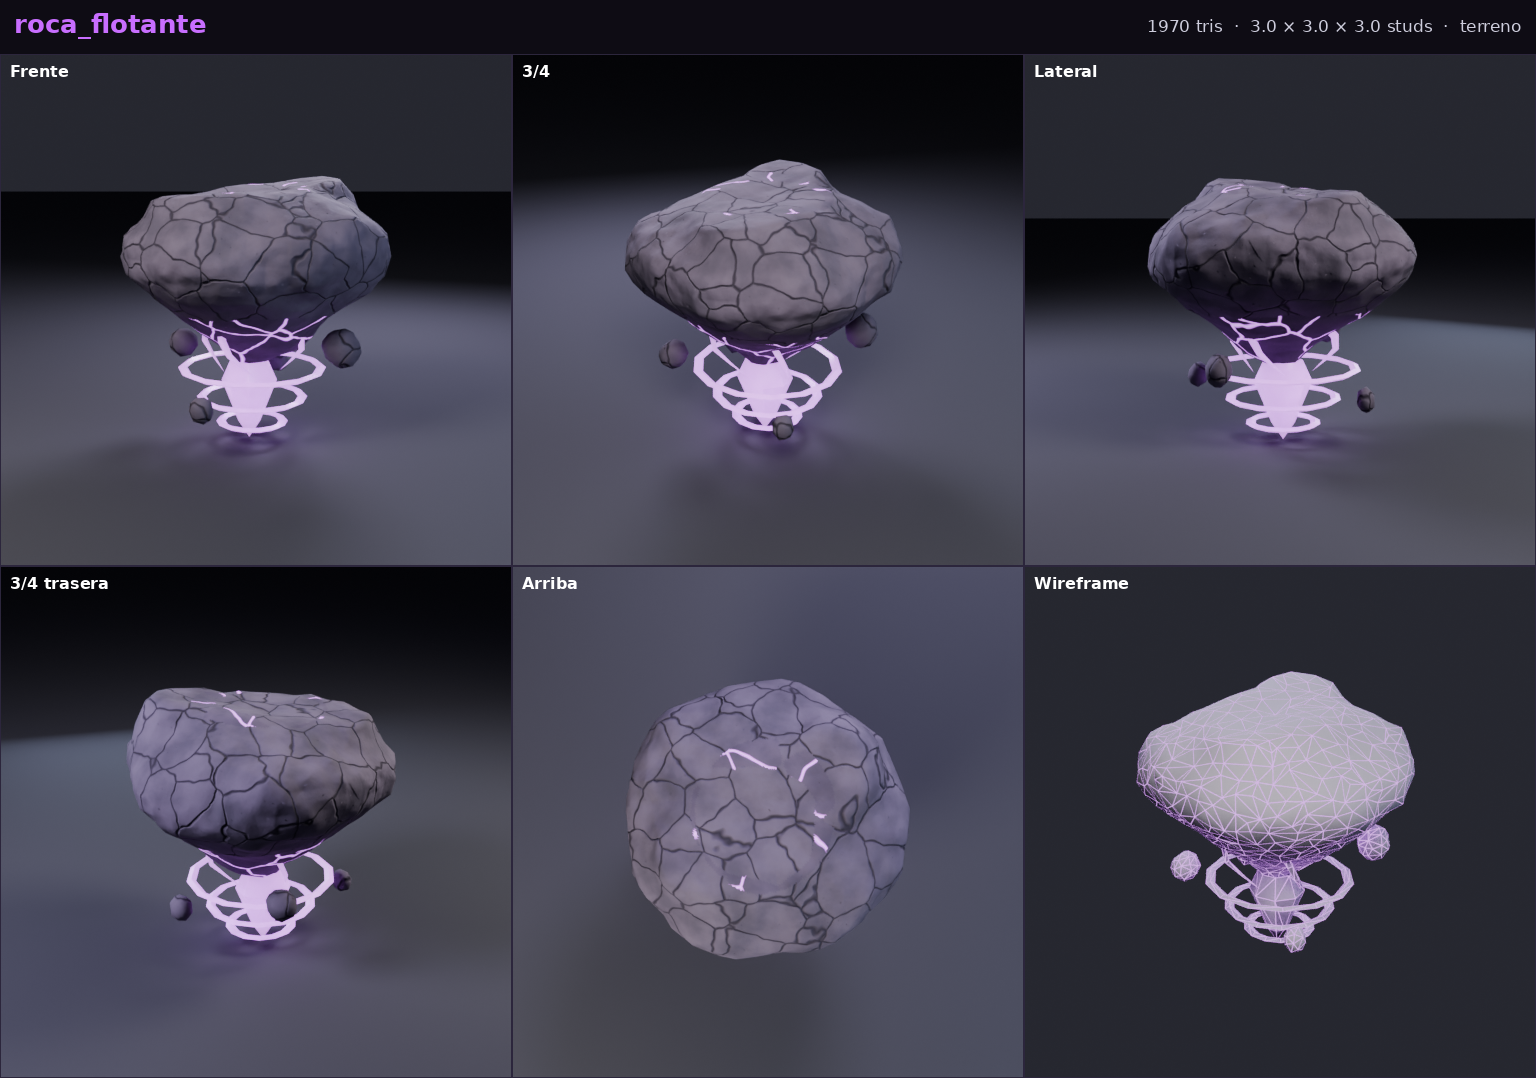 roca_flotante
1970 tris · 3.0 × 3.0 × 3.0 studs · terreno
Frente
3/4
Lateral
3/4 trasera
Arriba
Wireframe